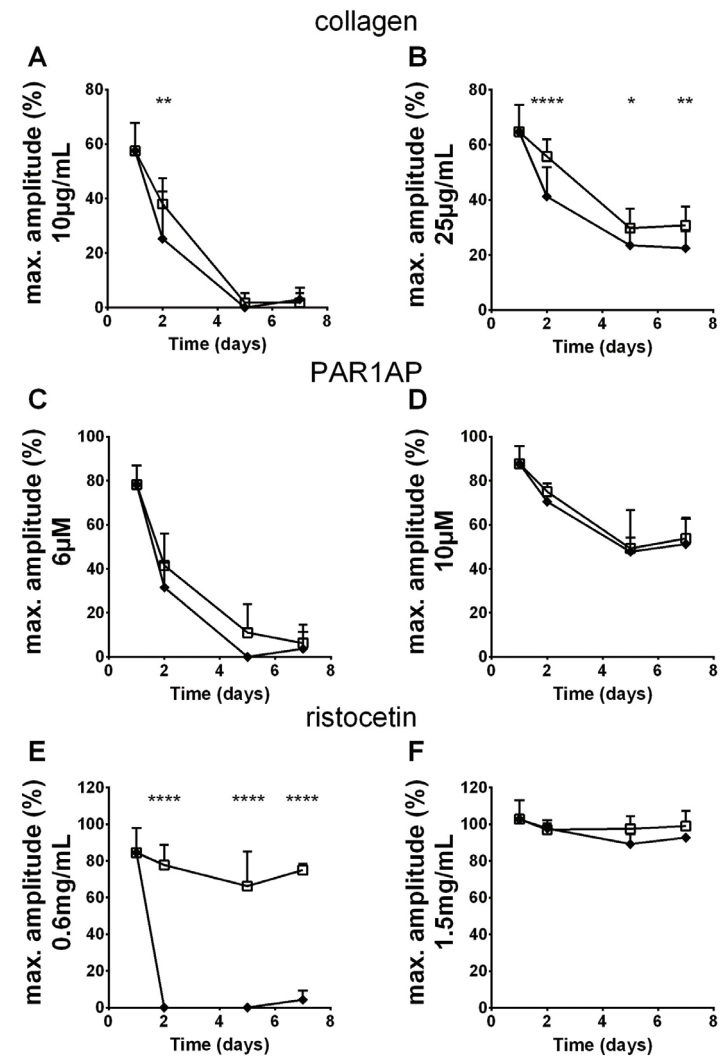 collagen
A
B
max. amplitude (%)
10µg/mL
80
60
40
20
0
**
0 2 4 6 8
Time (days)
max. amplitude (%)
25µg/mL
80
60
40
20
0
**** * **
0 2 4 6 8
Time (days)
PAR1AP
C
D
max. amplitude (%)
6µM
100
80
60
40
20
0
0 2 4 6 8
Time (days)
max. amplitude (%)
10µM
100
80
60
40
20
0
0 2 4 6 8
Time (days)
ristocetin
E
F
max. amplitude (%)
0.6mg/mL
120
100
80
60
40
20
0
**** **** ****
0 2 4 6 8
Time (days)
max. amplitude (%)
1.5mg/mL
120
100
80
60
40
20
0
0 2 4 6 8
Time (days)